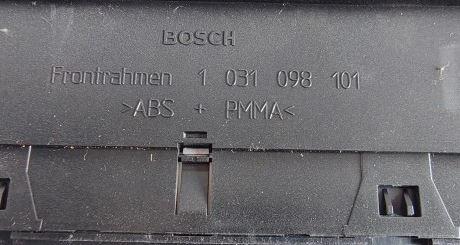 BOSCH
Frontrahmen 1 031 098 101
>ABS + PMMA<